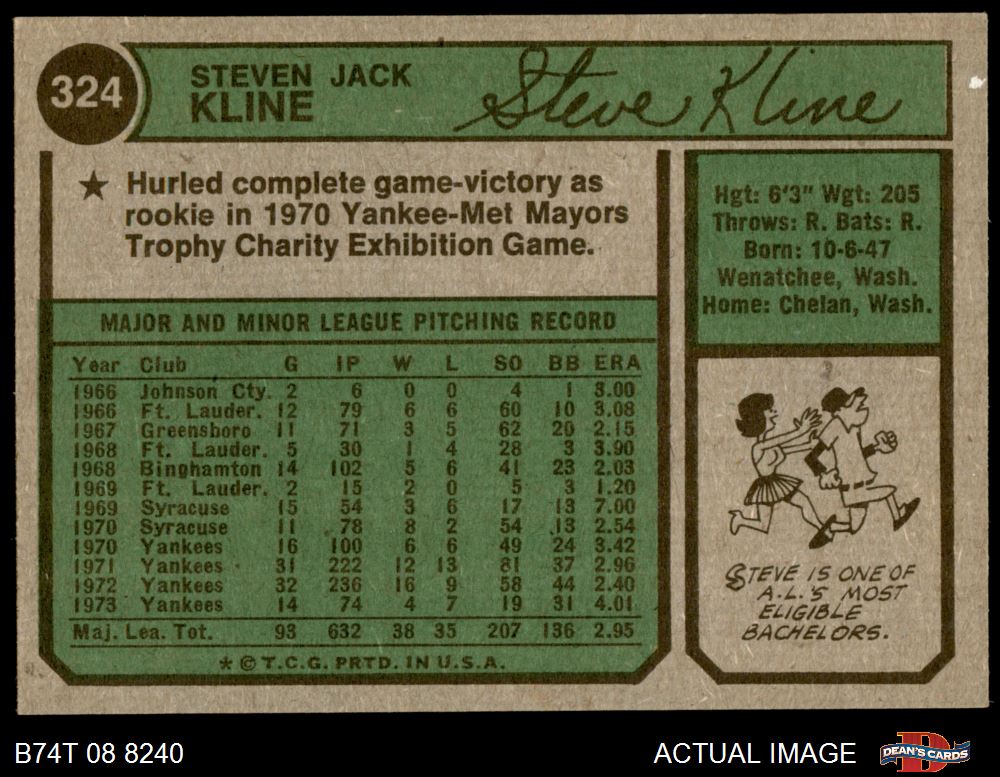 324
STEVEN JACK
KLINE
Steve Kline
★ Hurled complete game-victory as
rookie in 1970 Yankee-Met Mayors
Trophy Charity Exhibition Game.
Hgt: 6'3" Wgt: 205
Throws: R. Bats: R.
Born: 10-6-47
Wenatchee, Wash.
Home: Chelan, Wash.
MAJOR AND MINOR LEAGUE PITCHING RECORD
Year Club G IP W L SO BB ERA
1966 Johnson Cty. 2 6 0 0 4 1 3.00
1966 Ft. Lauder. 12 79 6 6 60 10 3.08
1967 Greensboro 11 71 3 5 62 20 2.15
1968 Ft. Lauder. 5 30 1 4 28 3 3.90
1968 Binghamton 14 102 5 6 41 23 2.03
1969 Ft. Lauder. 2 15 2 0 5 3 1.20
1969 Syracuse 15 54 3 6 17 13 7.00
1970 Syracuse 11 78 8 2 54 13 2.54
1970 Yankees 16 100 6 6 49 24 3.42
1971 Yankees 31 222 12 13 81 37 2.96
1972 Yankees 32 236 16 9 58 44 2.40
1973 Yankees 14 74 4 7 19 31 4.01
Maj. Lea. Tot. 93 632 38 35 207 136 2.95
* © T.C.G. PRTD. IN U.S.A.
STEVE IS ONE OF
A.L.'S MOST
ELIGIBLE
BACHELORS.
B74T 08 8240
ACTUAL IMAGE
DEAN'S CARDS